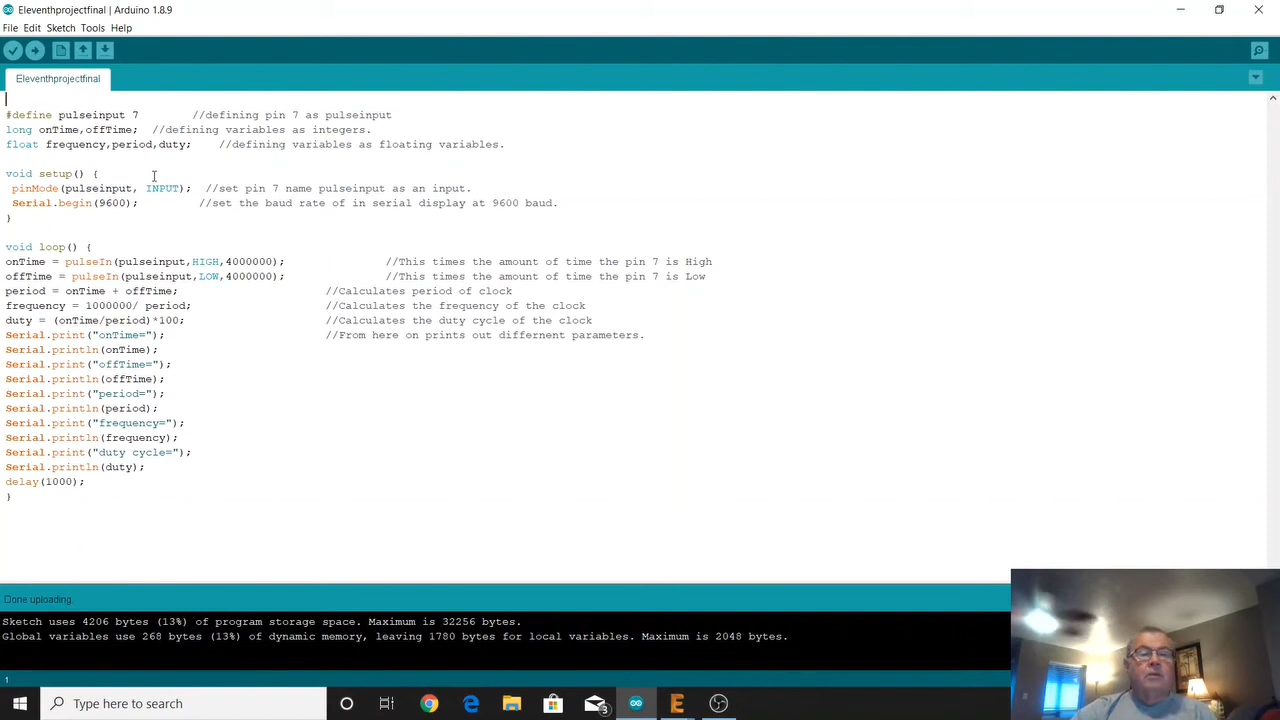 Eleventhprojectfinal | Arduino 1.8.9
File Edit Sketch Tools Help
Eleventhprojectfinal
#define pulseinput 7 //defining pin 7 as pulseinput
long onTime,offTime; //defining variables as integers.
float frequency,period,duty; //defining variables as floating variables.
void setup() {
pinMode(pulseinput, INPUT); //set pin 7 name pulseinput as an input.
Serial.begin(9600); //set the baud rate of in serial display at 9600 baud.
}
void loop() {
onTime = pulseIn(pulseinput,HIGH,4000000); //This times the amount of time the pin 7 is High
offTime = pulseIn(pulseinput,LOW,4000000); //This times the amount of time the pin 7 is Low
period = onTime + offTime; //Calculates period of clock
frequency = 1000000/ period; //Calculates the frequency of the clock
duty = (onTime/period)*100; //Calculates the duty cycle of the clock
Serial.print("onTime="); //From here on prints out differnent parameters.
Serial.println(onTime);
Serial.print("offTime=");
Serial.println(offTime);
Serial.print("period=");
Serial.println(period);
Serial.print("frequency=");
Serial.println(frequency);
Serial.print("duty cycle=");
Serial.println(duty);
delay(1000);
}
Done uploading.
Sketch uses 4206 bytes (13%) of program storage space. Maximum is 32256 bytes.
Global variables use 268 bytes (13%) of dynamic memory, leaving 1780 bytes for local variables. Maximum is 2048 bytes.
1
Type here to search
3